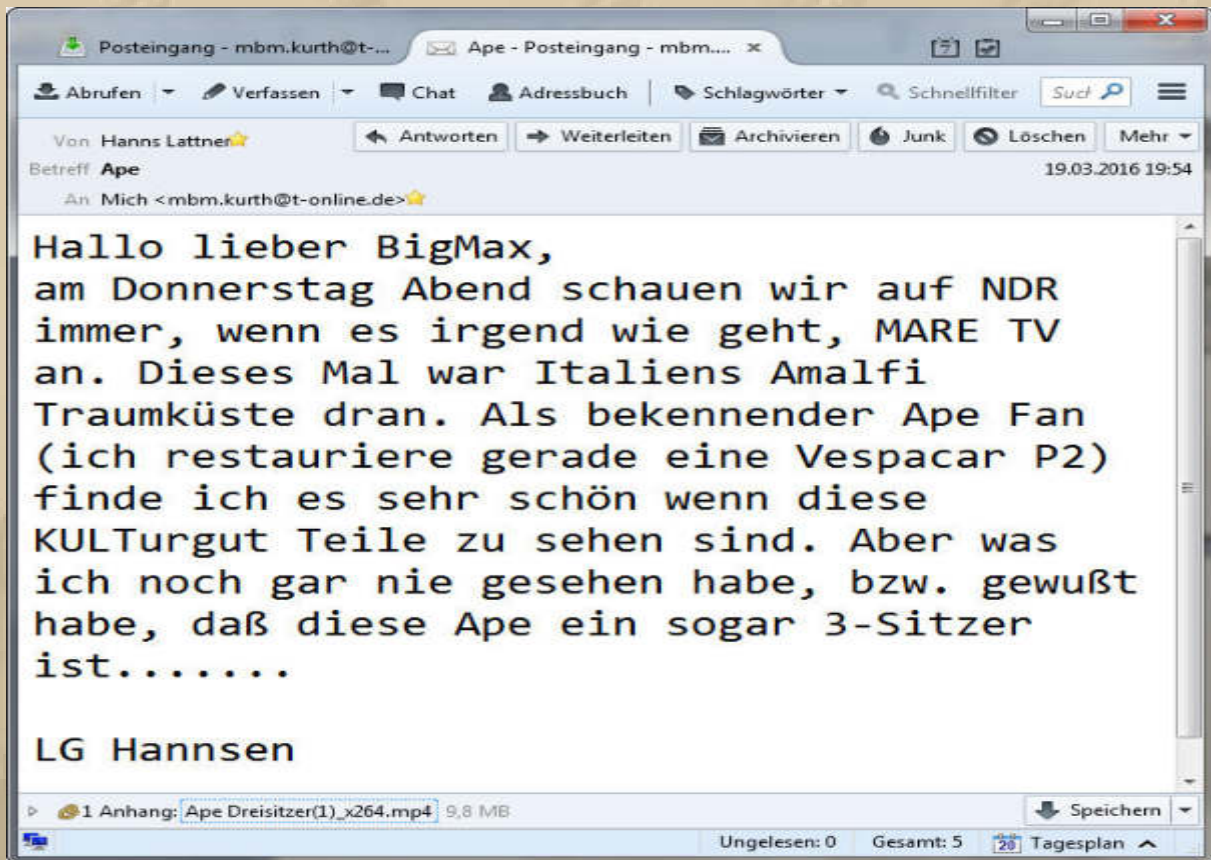 Posteingang - mbm.kurth@t-...
Ape - Posteingang - mbm....
Abrufen Verfassen Chat Adressbuch Schlagwörter Schnellfilter
Von Hanns Lattner Antworten Weiterleiten Archivieren Junk Löschen Mehr
Betreff Ape 19.03.2016 19:54
An Mich <mbm.kurth@t-online.de>
Hallo lieber BigMax,
am Donnerstag Abend schauen wir auf NDR
immer, wenn es irgend wie geht, MARE TV
an. Dieses Mal war Italiens Amalfi
Traumküste dran. Als bekennender Ape Fan
(ich restauriere gerade eine Vespacar P2)
finde ich es sehr schön wenn diese
KULTurgut Teile zu sehen sind. Aber was
ich noch gar nie gesehen habe, bzw. gewußt
habe, daß diese Ape ein sogar 3-Sitzer
ist.......
LG Hannsen
1 Anhang: Ape Dreisitzer(1)_x264.mp4 9,8 MB Speichern
Ungelesen: 0 Gesamt: 5 20 Tagesplan